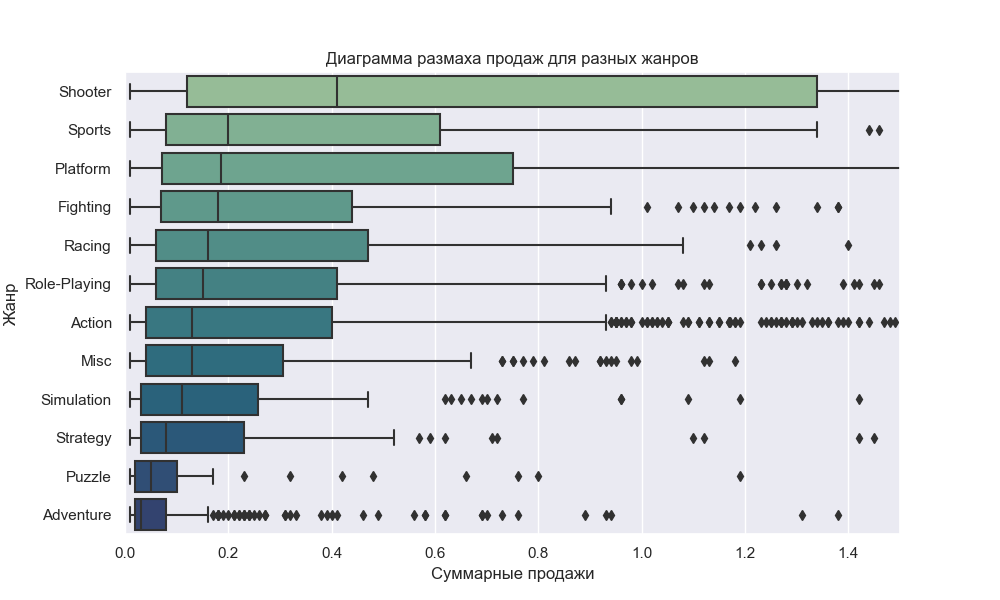 Диаграмма размаха продаж для разных жанров
Shooter
Sports
Platform
Fighting
Racing
Role-Playing
Action
Misc
Simulation
Strategy
Puzzle
Adventure
Жанр
0.0 0.2 0.4 0.6 0.8 1.0 1.2 1.4
Суммарные продажи